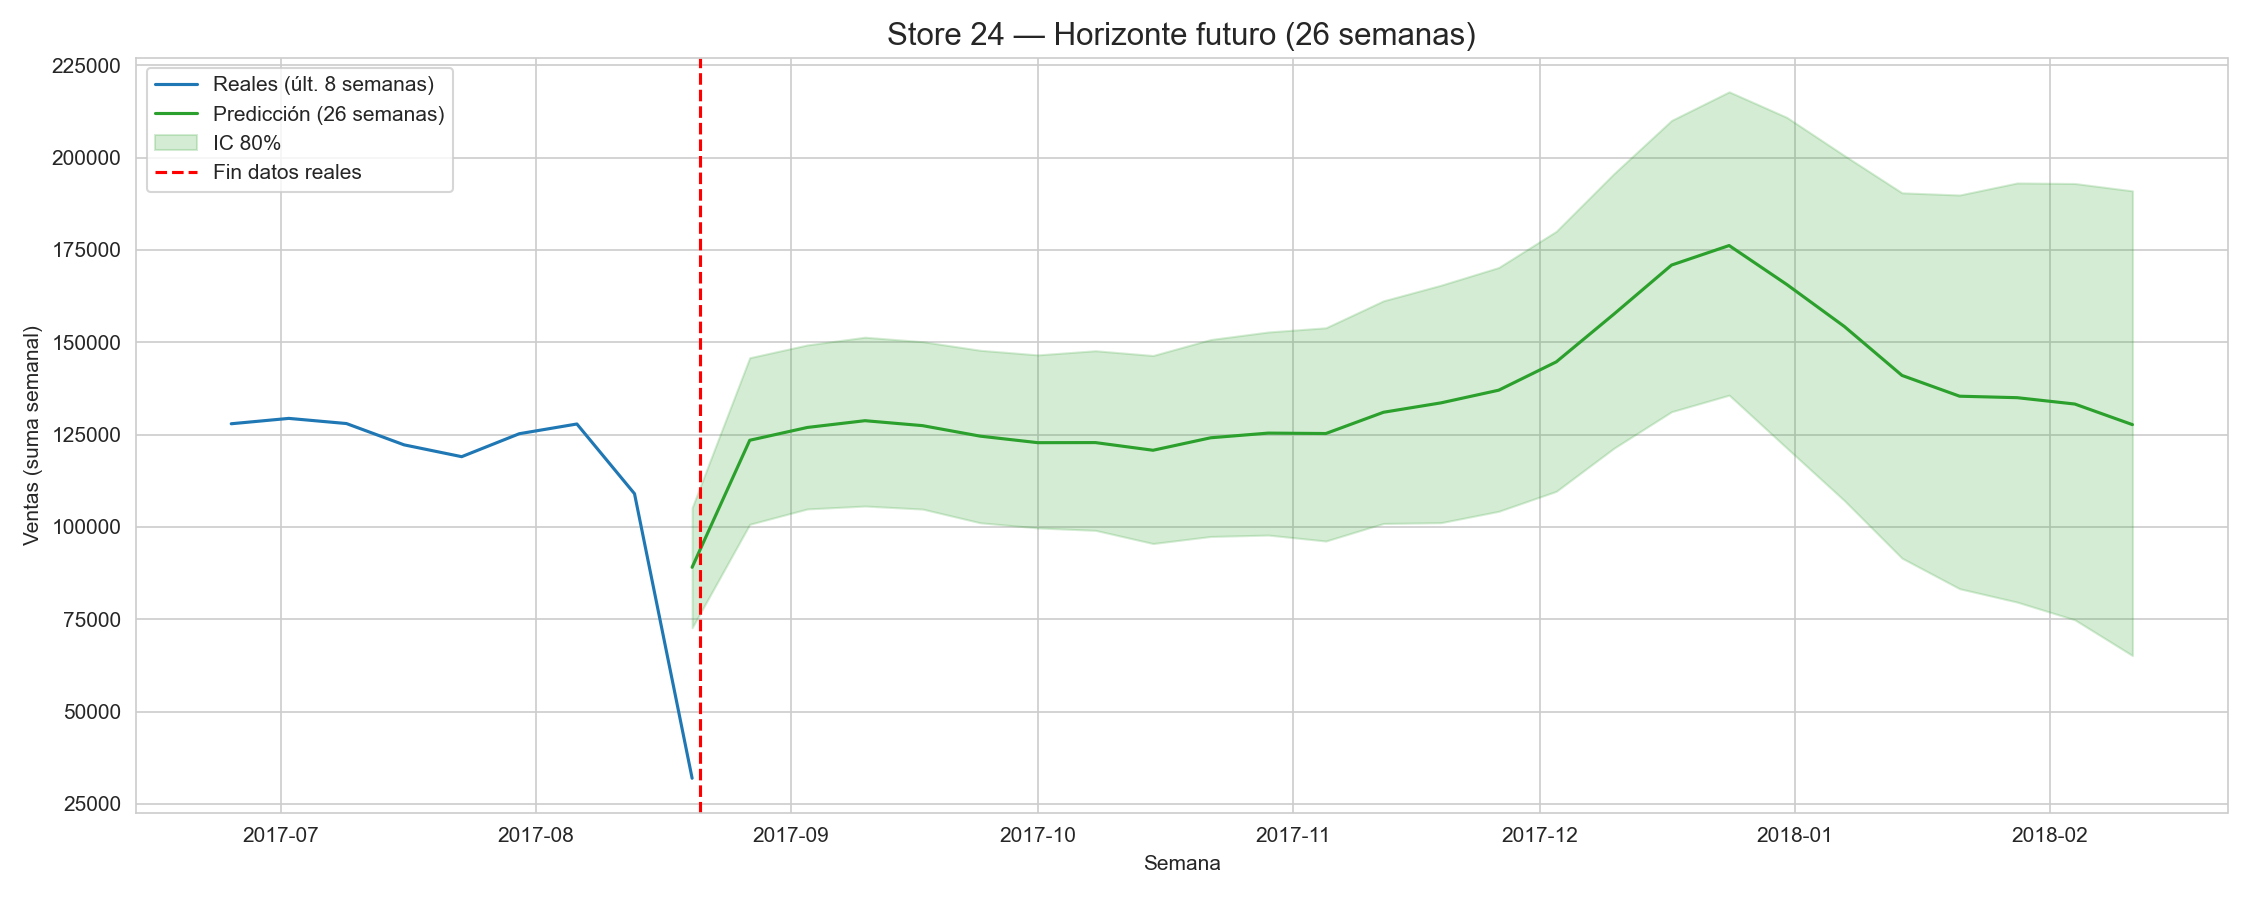 Store 24 — Horizonte futuro (26 semanas)
Reales (últ. 8 semanas)
Predicción (26 semanas)
IC 80%
Fin datos reales
Ventas (suma semanal)
225000
200000
175000
150000
125000
100000
75000
50000
25000
2017-07
2017-08
2017-09
2017-10
2017-11
2017-12
2018-01
2018-02
Semana